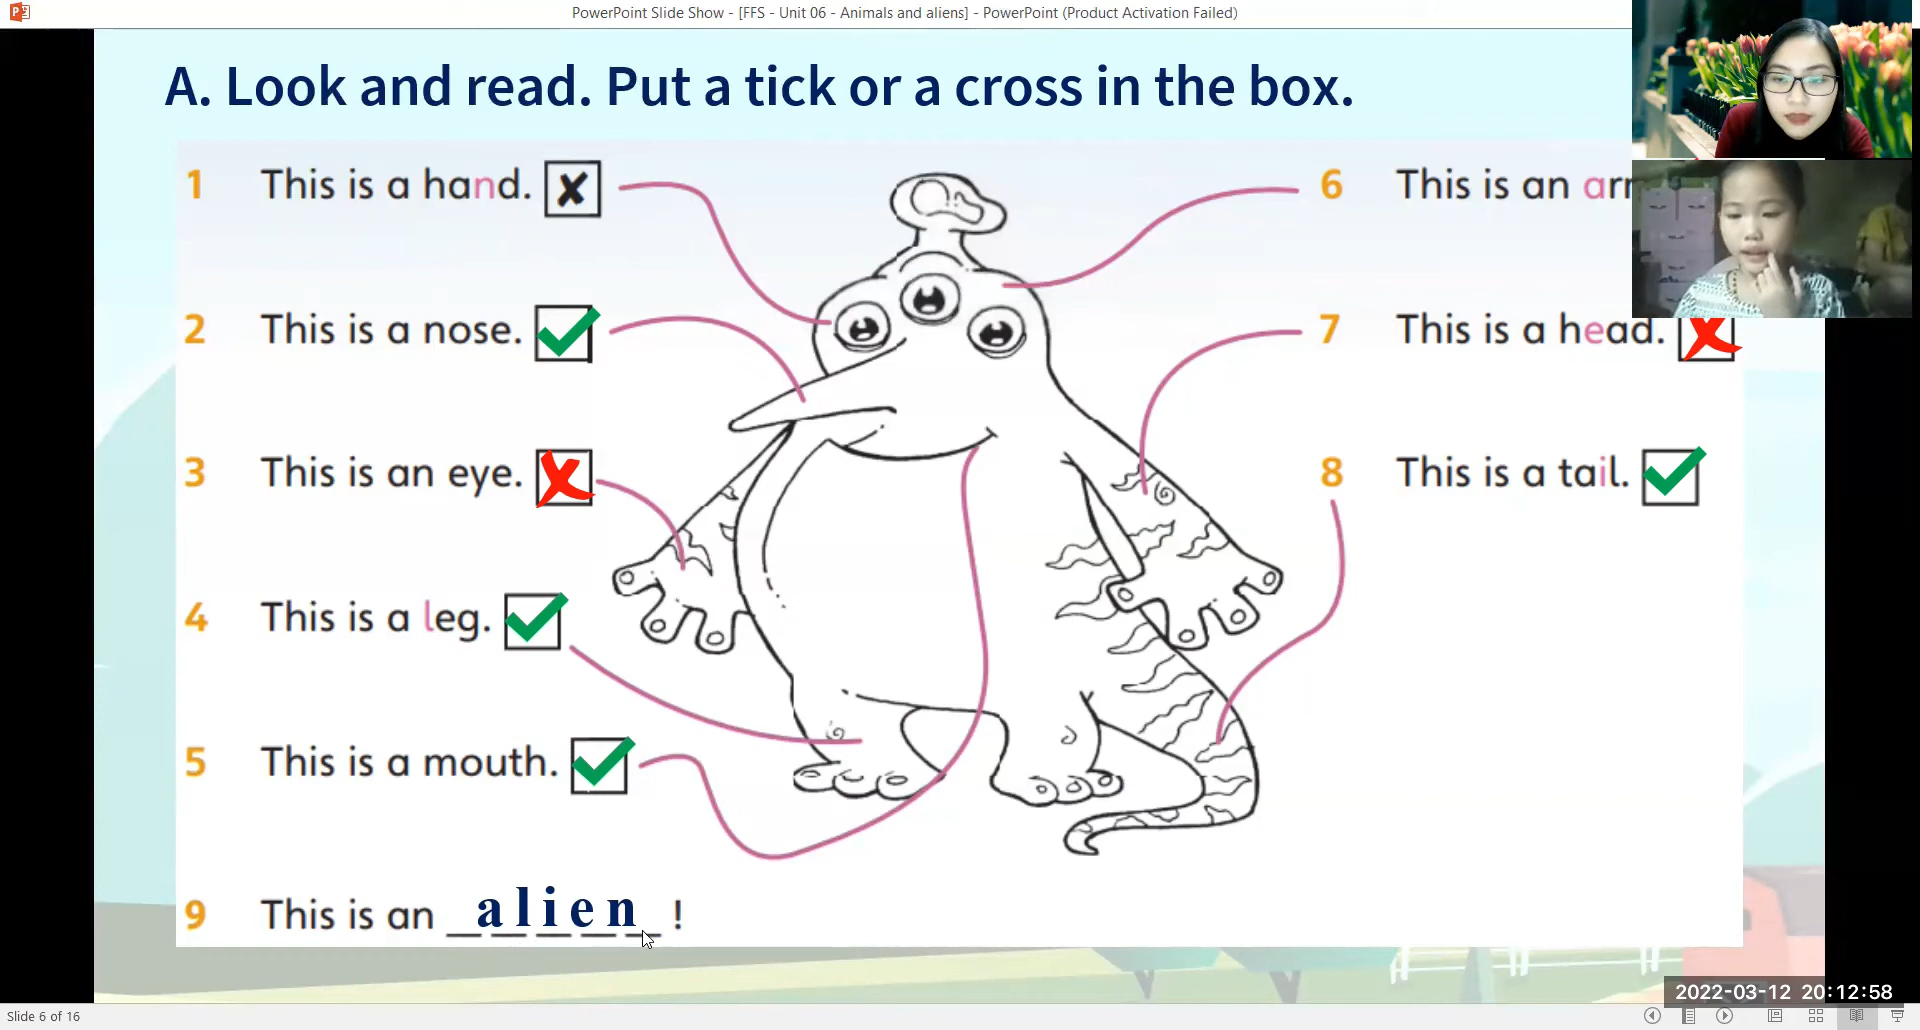 PowerPoint Slide Show - [FFS - Unit 06 - Animals and aliens] - PowerPoint (Product Activation Failed)
A. Look and read. Put a tick or a cross in the box.
1 This is a hand.
2 This is a nose.
3 This is an eye.
4 This is a leg.
5 This is a mouth.
9 This is an alien !
6 This is an
7 This is a head.
8 This is a tail.
2022-03-12 20:12:58
Slide 6 of 16